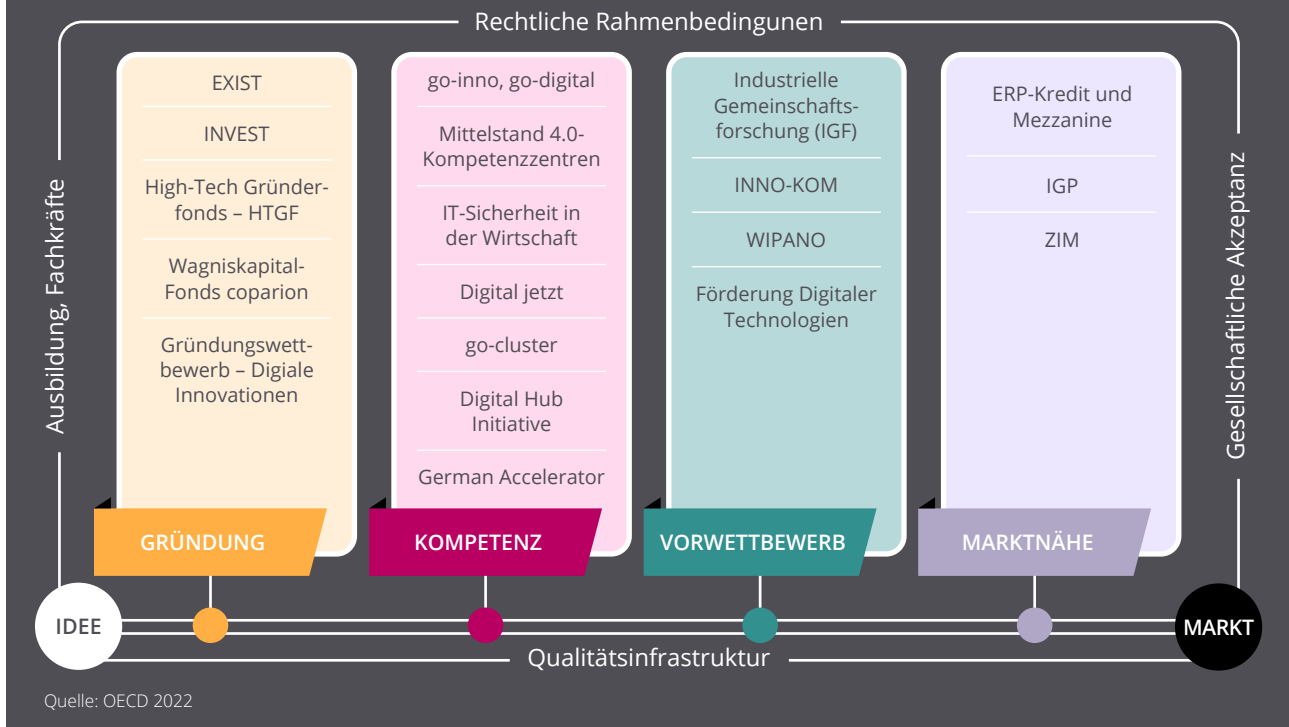 Rechtliche Rahmenbedingunen
Ausbildung, Fachkräfte
EXIST
INVEST
High-Tech Gründer-
fonds – HTGF
Wagniskapital-
Fonds coparion
Gründungswett-
bewerb – Digiale
Innovationen
GRÜNDUNG
go-inno, go-digital
Mittelstand 4.0-
Kompetenzzentren
IT-Sicherheit in
der Wirtschaft
Digital jetzt
go-cluster
Digital Hub
Initiative
German Accelerator
KOMPETENZ
Industrielle
Gemeinschafts-
forschung (IGF)
INNO-KOM
WIPANO
Förderung Digitaler
Technologien
VORWETTBEWERB
ERP-Kredit und
Mezzanine
IGP
ZIM
MARKTNÄHE
Gesellschaftliche Akzeptanz
IDEE
MARKT
Qualitätsinfrastruktur
Quelle: OECD 2022